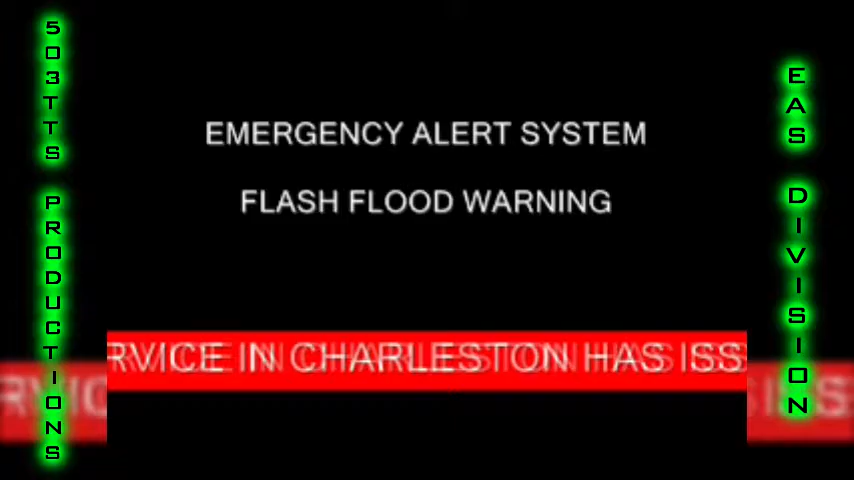 503TTS PRODUCTIONS
EMERGENCY ALERT SYSTEM
FLASH FLOOD WARNING
RVICE IN CHARLESTON HAS ISS
EAS DIVISION